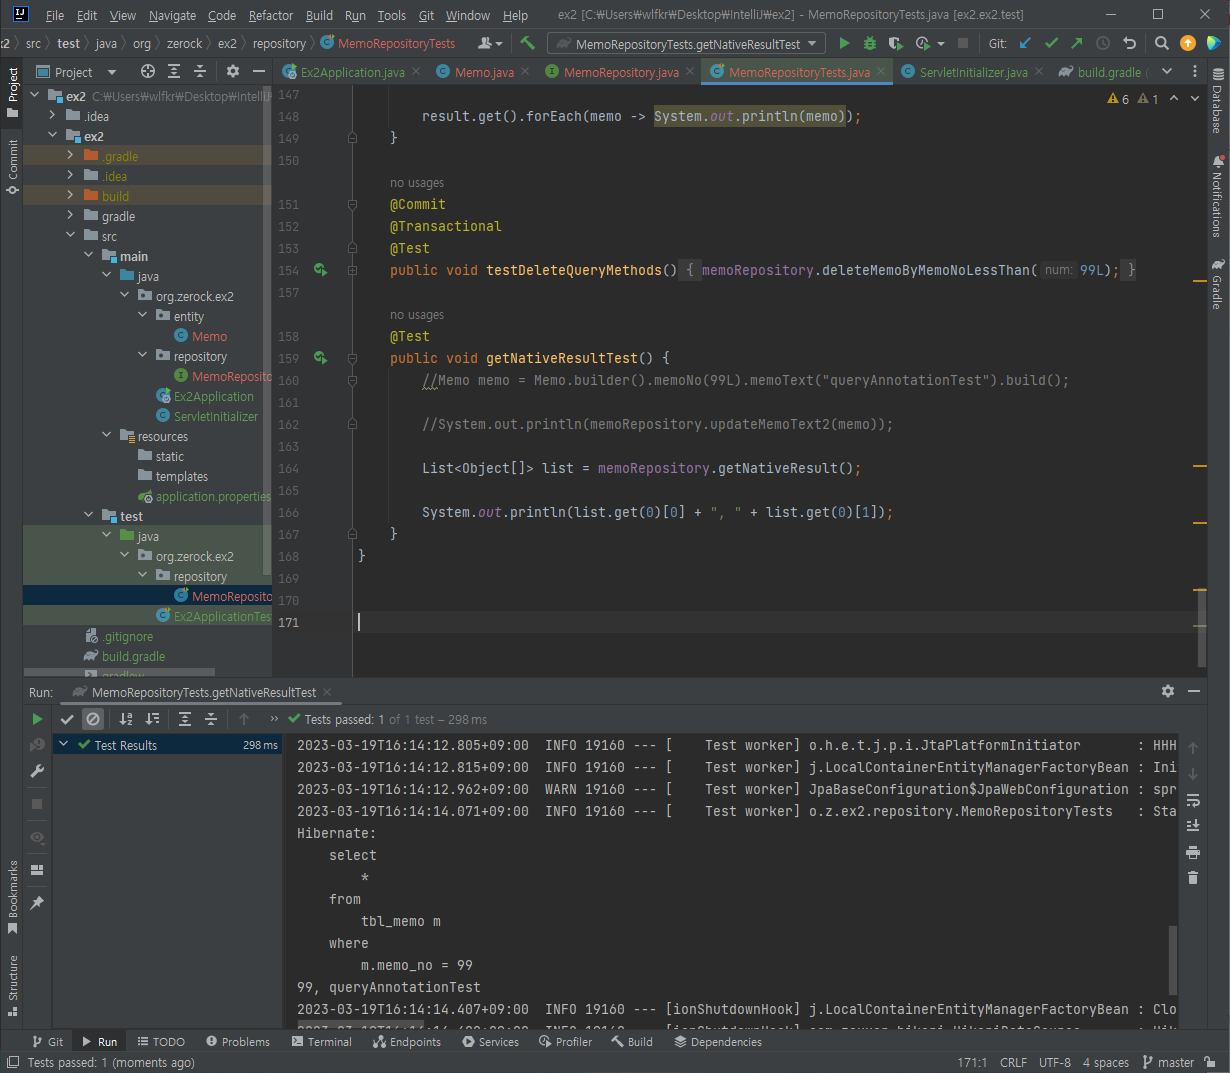 File Edit View Navigate Code Refactor Build Run Tools Git Window Help ex2 [C:₩Users₩wlfkr₩Desktop₩IntelliJ₩ex2] - MemoRepositoryTests.java [ex2.ex2.test]
src test java org zerock ex2 repository MemoRepositoryTests MemoRepositoryTests.getNativeResultTest Git:
Project Ex2Application.java Memo.java MemoRepository.java MemoRepositoryTests.java ServletInitializer.java build.gradle
Project
Commit
Bookmarks
Structure
Database
Notifications
Gradle
ex2 C:₩Users₩wlfkr₩Desktop₩IntelliJ₩
.idea
ex2
.gradle
.idea
build
gradle
src
main
java
org.zerock.ex2
entity
Memo
repository
MemoReposito
Ex2Application
ServletInitializer
resources
static
templates
application.properties
test
java
org.zerock.ex2
repository
MemoReposito
Ex2ApplicationTes
.gitignore
build.gradle
gradlew
6 1
147
148 result.get().forEach(memo -> System.out.println(memo));
149 }
150
no usages
151 @Commit
152 @Transactional
153 @Test
154 public void testDeleteQueryMethods() { memoRepository.deleteMemoByMemoNoLessThan( num: 99L); }
157
no usages
158 @Test
159 public void getNativeResultTest() {
160 //Memo memo = Memo.builder().memoNo(99L).memoText("queryAnnotationTest").build();
161
162 //System.out.println(memoRepository.updateMemoText2(memo));
163
164 List<Object[]> list = memoRepository.getNativeResult();
165
166 System.out.println(list.get(0)[0] + ", " + list.get(0)[1]);
167 }
168 }
169
170
171
Run: MemoRepositoryTests.getNativeResultTest
Tests passed: 1 of 1 test – 298 ms
Test Results 298 ms
2023-03-19T16:14:12.805+09:00 INFO 19160 --- [ Test worker] o.h.e.t.j.p.i.JtaPlatformInitiator : HHH
2023-03-19T16:14:12.815+09:00 INFO 19160 --- [ Test worker] j.LocalContainerEntityManagerFactoryBean : Ini
2023-03-19T16:14:12.962+09:00 WARN 19160 --- [ Test worker] JpaBaseConfiguration$JpaWebConfiguration : spr
2023-03-19T16:14:14.071+09:00 INFO 19160 --- [ Test worker] o.z.ex2.repository.MemoRepositoryTests : Sta
Hibernate:
select
*
from
tbl_memo m
where
m.memo_no = 99
99, queryAnnotationTest
2023-03-19T16:14:14.407+09:00 INFO 19160 --- [ionShutdownHook] j.LocalContainerEntityManagerFactoryBean : Clo
Git Run TODO Problems Terminal Endpoints Services Profiler Build Dependencies
Tests passed: 1 (moments ago) 171:1 CRLF UTF-8 4 spaces master